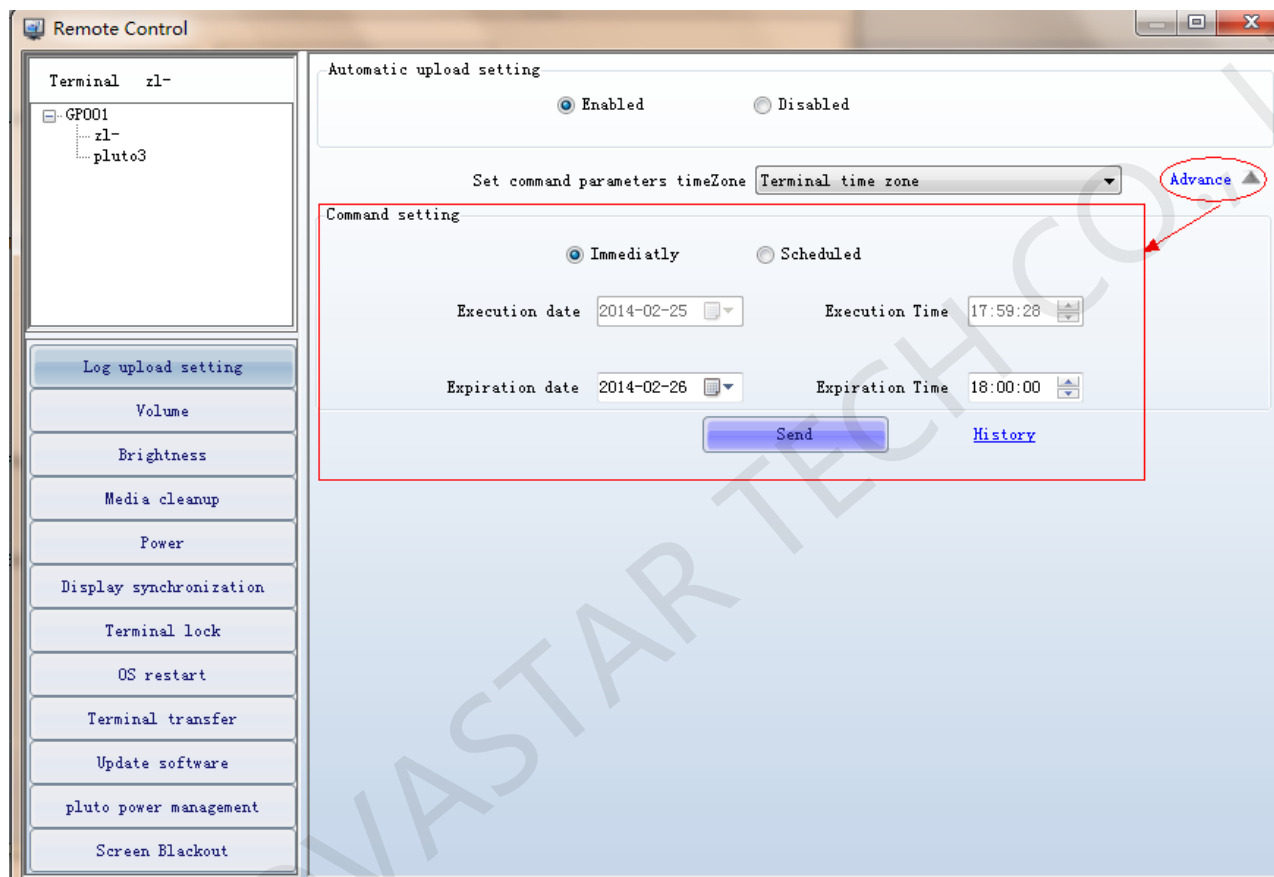 Remote Control
Terminal zl-
GP001
zl-
pluto3
Log upload setting
Volume
Brightness
Media cleanup
Power
Display synchronization
Terminal lock
OS restart
Terminal transfer
Update software
pluto power management
Screen Blackout
Automatic upload setting
Enabled Disabled
Set command parameters timeZone Terminal time zone Advance
Command setting
Immediatly Scheduled
Execution date 2014-02-25 Execution Time 17:59:28
Expiration date 2014-02-26 Expiration Time 18:00:00
Send History
VASTAR TECH CO.,